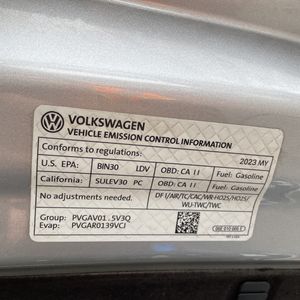 VOLKSWAGEN
VEHICLE EMISSION CONTROL INFORMATION
Conforms to regulations: 2023 MY
U.S. EPA: BIN30 LDV OBD: CA II Fuel: Gasoline
California: SULEV30 PC OBD: CA II Fuel: Gasoline
No adjustments needed. DFI/AIR/TC/CAC/WR-HO2S/HO2S/
WU-TWC/TWC
Group: PVGAV01.5V3Q
Evap: PVGAR0139VCJ